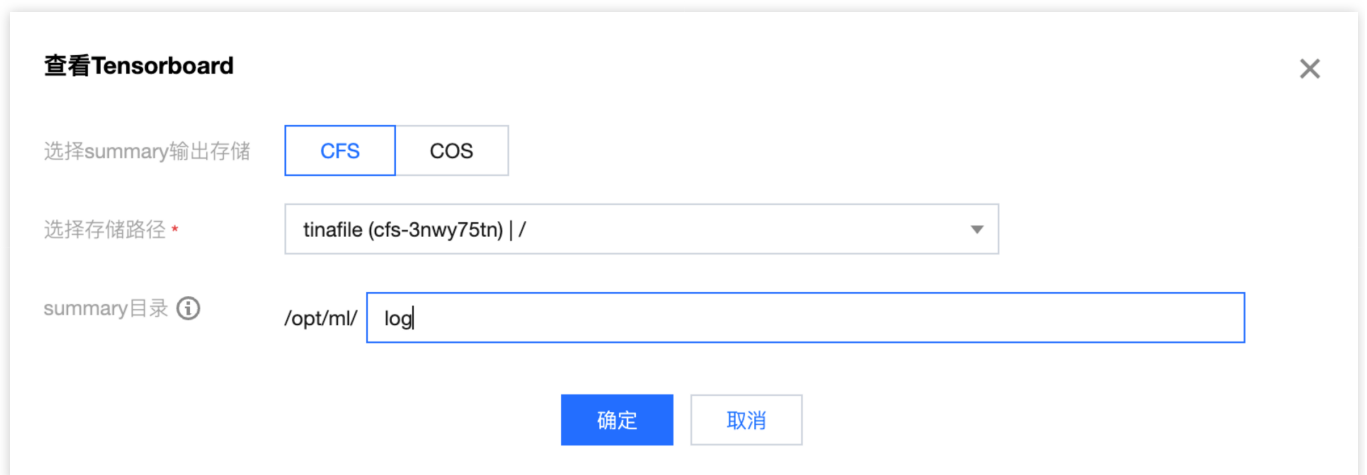 查看Tensorboard
选择summary输出存储 CFS COS
选择存储路径 * tinafile (cfs-3nwy75tn) | /
summary目录 /opt/ml/ log
确定 取消